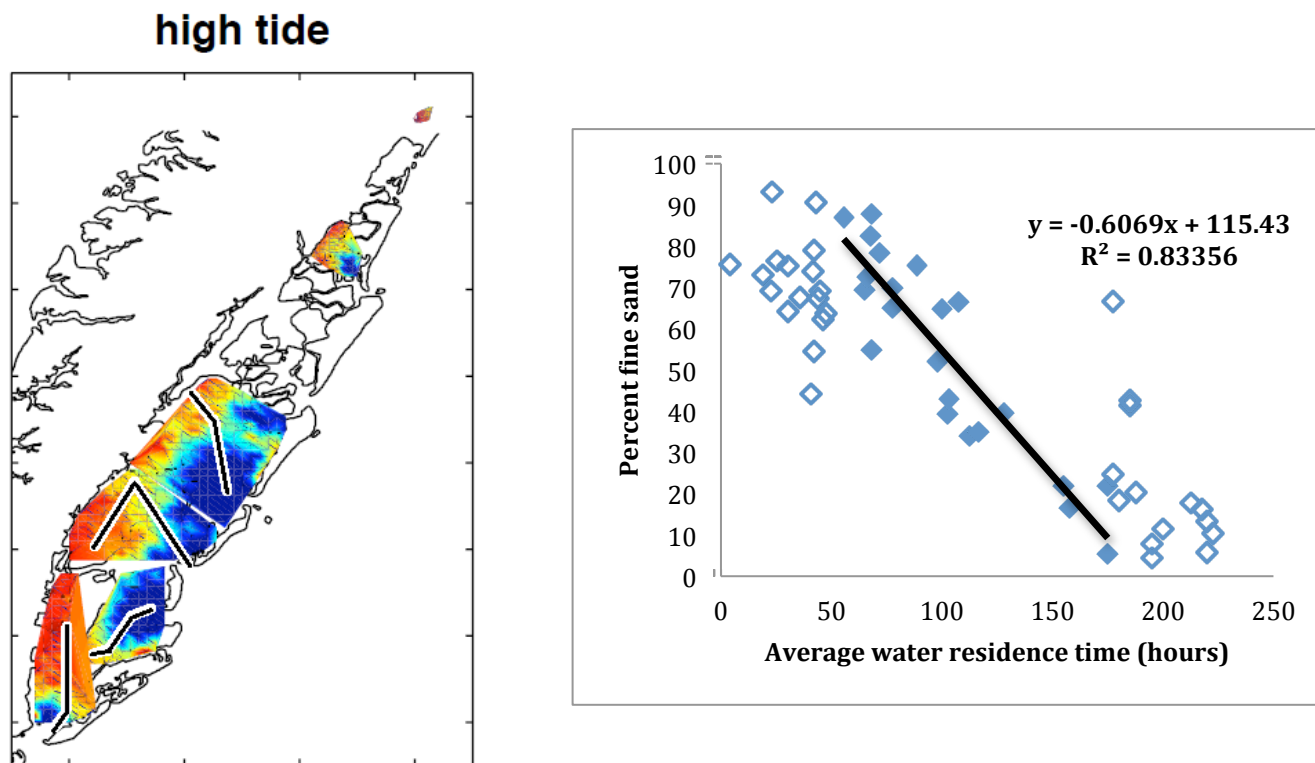 high tide
100
90
80
70
60
50
40
30
20
10
0
Percent fine sand
y = -0.6069x + 115.43
R² = 0.83356
0 50 100 150 200 250
Average water residence time (hours)